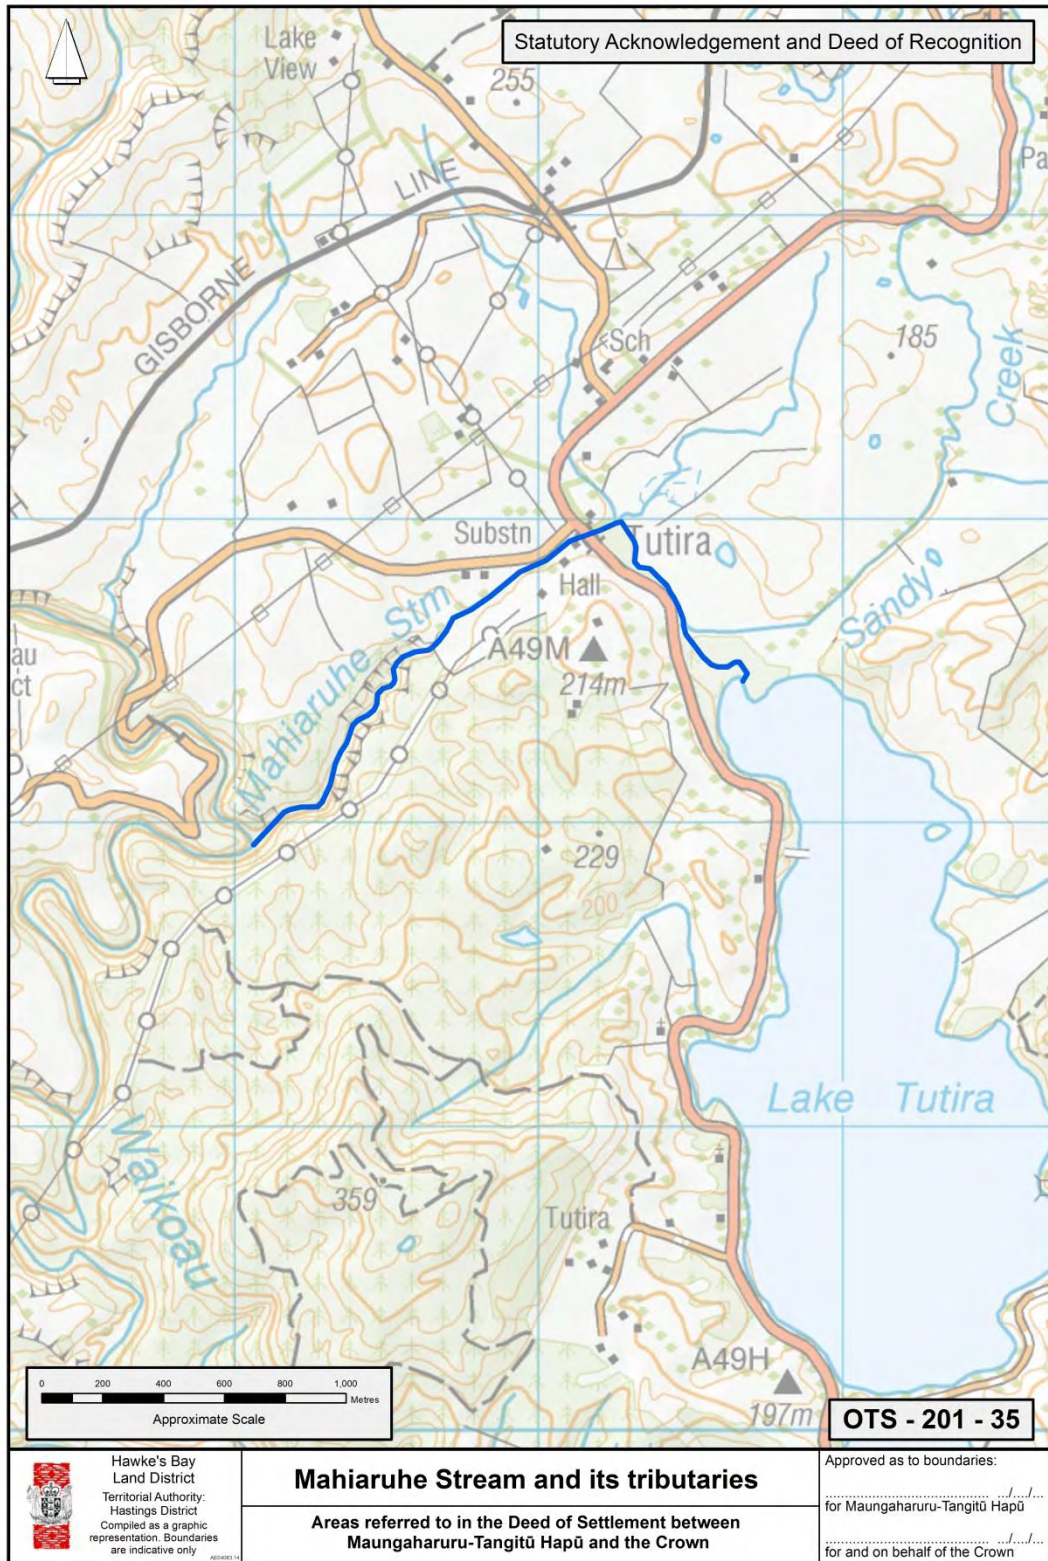 Statutory Acknowledgement and Deed of Recognition
Lake
View
255
Pa
LINE
GISBORNE
Sch
185
200
Creek
200
Substn
Tutira
Hall
Sandy
Mahiaruhe Stm
A49M
214m
au
ct
229
200
Lake Tutira
Waikoau
359
Tutira
A49H
197m
0 200 400 600 800 1,000
Metres
Approximate Scale
OTS - 201 - 35
Hawke's Bay
Land District
Territorial Authority:
Hastings District
Compiled as a graphic
representation. Boundaries
are indicative only
Mahiaruhe Stream and its tributaries
Areas referred to in the Deed of Settlement between
Maungaharuru-Tangitū Hapū and the Crown
Approved as to boundaries:
.../.../...
for Maungaharuru-Tangitū Hapū
.../.../...
for and on behalf of the Crown